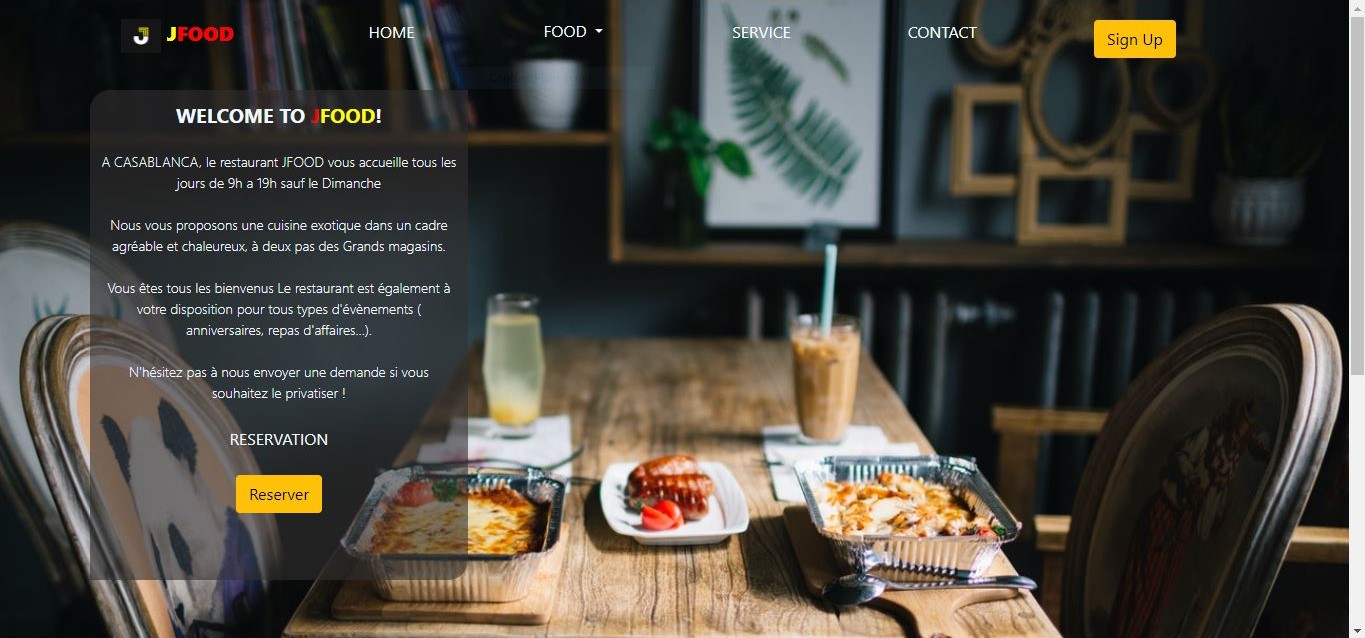 JFOOD HOME FOOD SERVICE CONTACT Sign Up
WELCOME TO JFOOD!
A CASABLANCA, le restaurant JFOOD vous accueille tous les
jours de 9h a 19h sauf le Dimanche
Nous vous proposons une cuisine exotique dans un cadre
agréable et chaleureux, à deux pas des Grands magasins.
Vous êtes tous les bienvenus Le restaurant est également à
votre disposition pour tous types d'évènements (
anniversaires, repas d'affaires...).
N'hésitez pas à nous envoyer une demande si vous
souhaitez le privatiser !
RESERVATION
Reserver